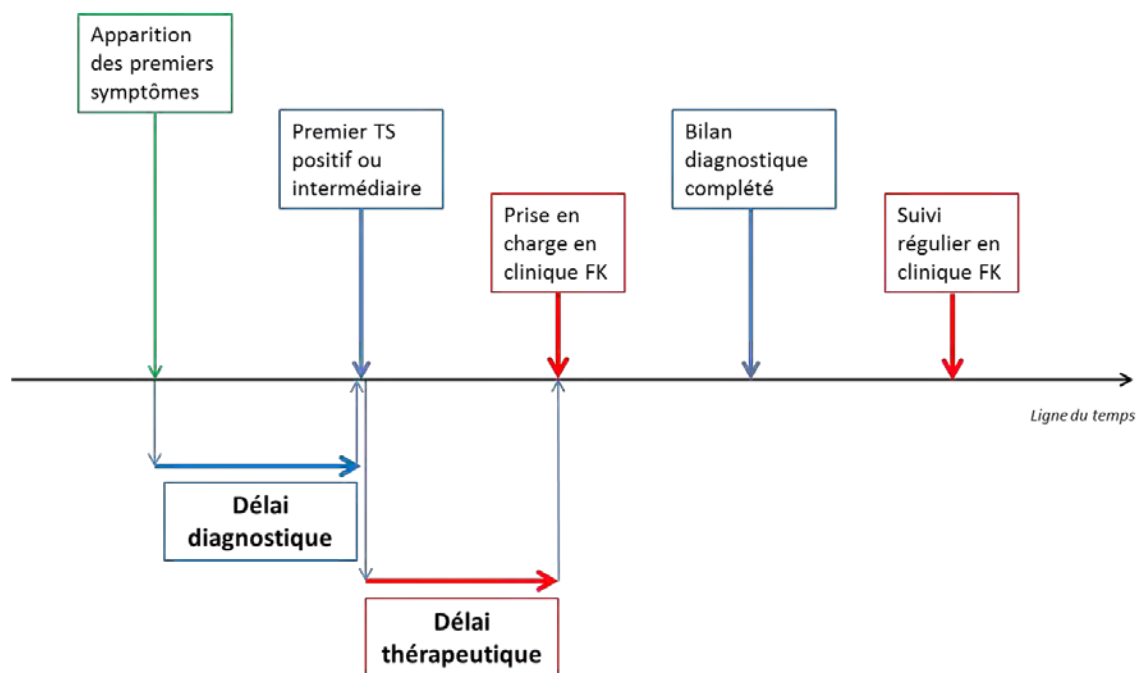 Apparition
des premiers
symptômes
Premier TS
positif ou
intermédiaire
Bilan
diagnostique
complété
Prise en
charge en
clinique FK
Suivi
régulier en
clinique FK
Ligne du temps
Délai
diagnostique
Délai
thérapeutique